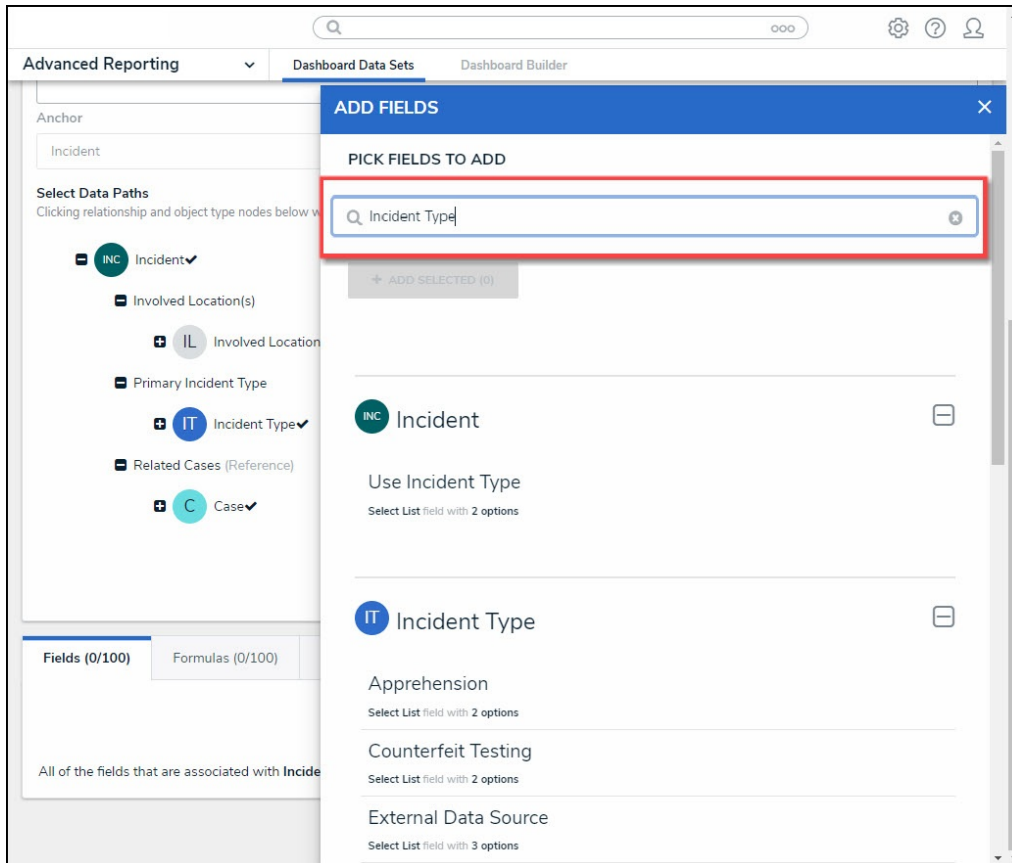 ooo
Advanced Reporting
Dashboard Data Sets
Dashboard Builder
Anchor
Incident
Select Data Paths
Clicking relationship and object type nodes below w
INC Incident
Involved Location(s)
IL Involved Location
Primary Incident Type
IT Incident Type
Related Cases (Reference)
C Case
Fields (0/100)
Formulas (0/100)
All of the fields that are associated with Incide
ADD FIELDS
PICK FIELDS TO ADD
Incident Type
+ ADD SELECTED (0)
INC Incident
Use Incident Type
Select List field with 2 options
IT Incident Type
Apprehension
Select List field with 2 options
Counterfeit Testing
Select List field with 2 options
External Data Source
Select List field with 3 options